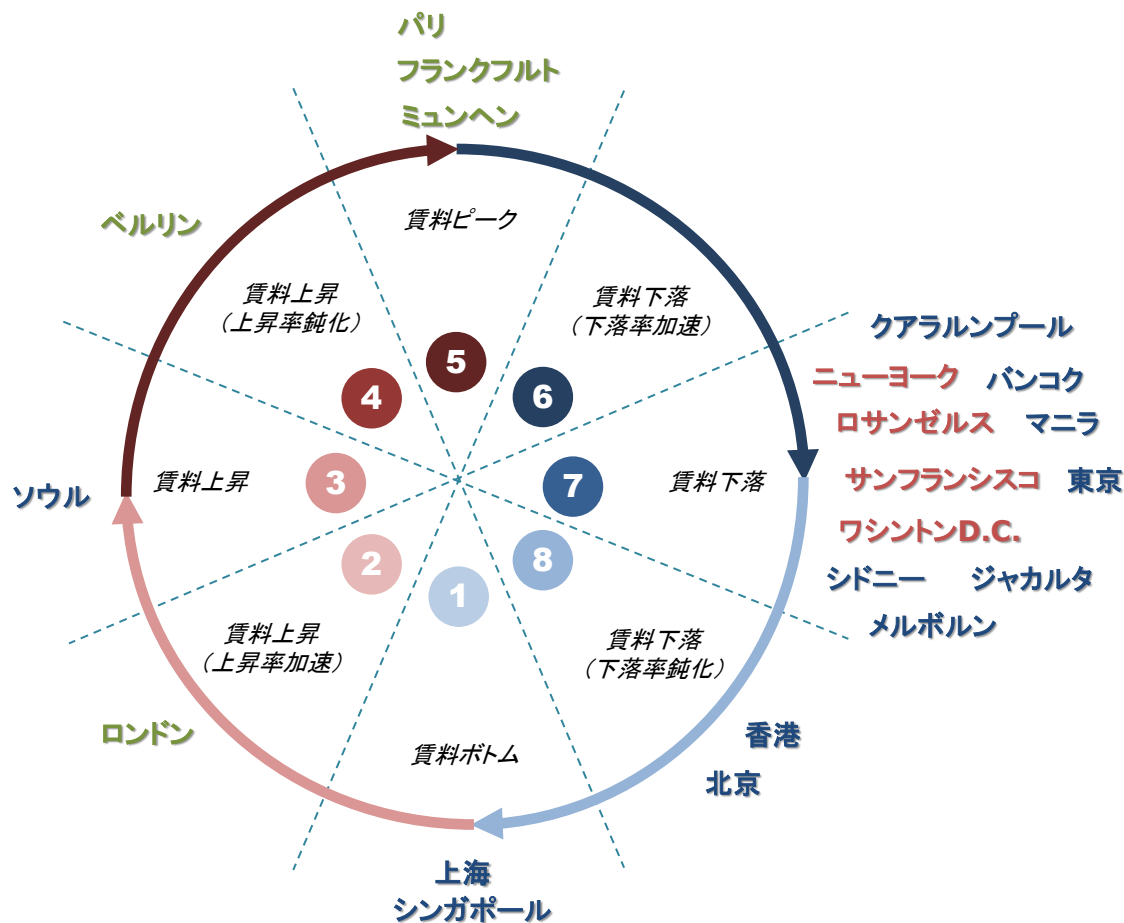 パリ
フランクフルト
ミュンヘン
ベルリン
賃料ピーク
賃料上昇
（上昇率鈍化）
賃料下落
（下落率加速）
クアラルンプール
ニューヨーク バンコク
ロサンゼルス マニラ
サンフランシスコ 東京
ワシントンD.C.
シドニー ジャカルタ
メルボルン
5
4
6
ソウル
賃料上昇
3
7
賃料下落
2
8
1
賃料上昇
（上昇率加速）
賃料下落
（下落率鈍化）
ロンドン
賃料ボトム
香港
北京
上海
シンガポール